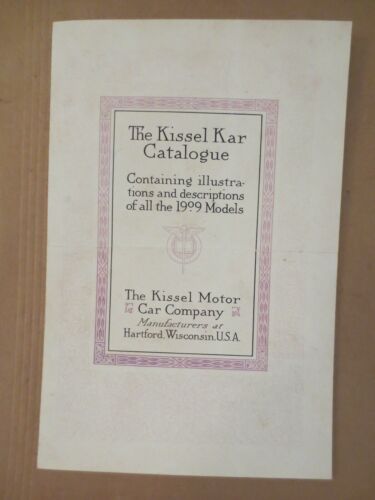 The Kissel Kar
Catalogue
Containing illustra-
tions and descriptions
of all the 1909 Models
The Kissel Motor
Car Company
Manufacturers at
Hartford, Wisconsin. U.S.A.